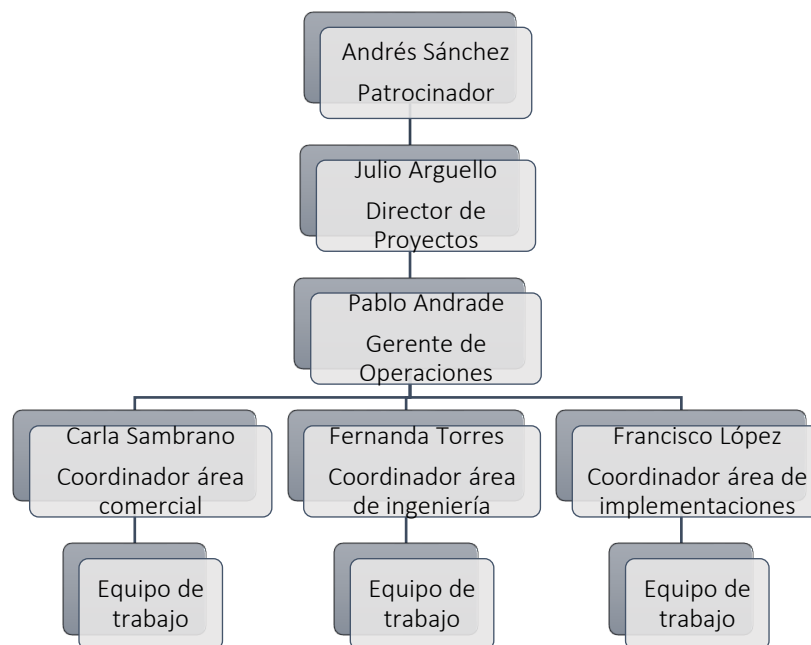 Andrés Sánchez
Patrocinador
Julio Arguello
Director de
Proyectos
Pablo Andrade
Gerente de
Operaciones
Carla Sambrano
Coordinador área
comercial
Fernanda Torres
Coordinador área
de ingeniería
Francisco López
Coordinador área de
implementaciones
Equipo de
trabajo
Equipo de
trabajo
Equipo de
trabajo